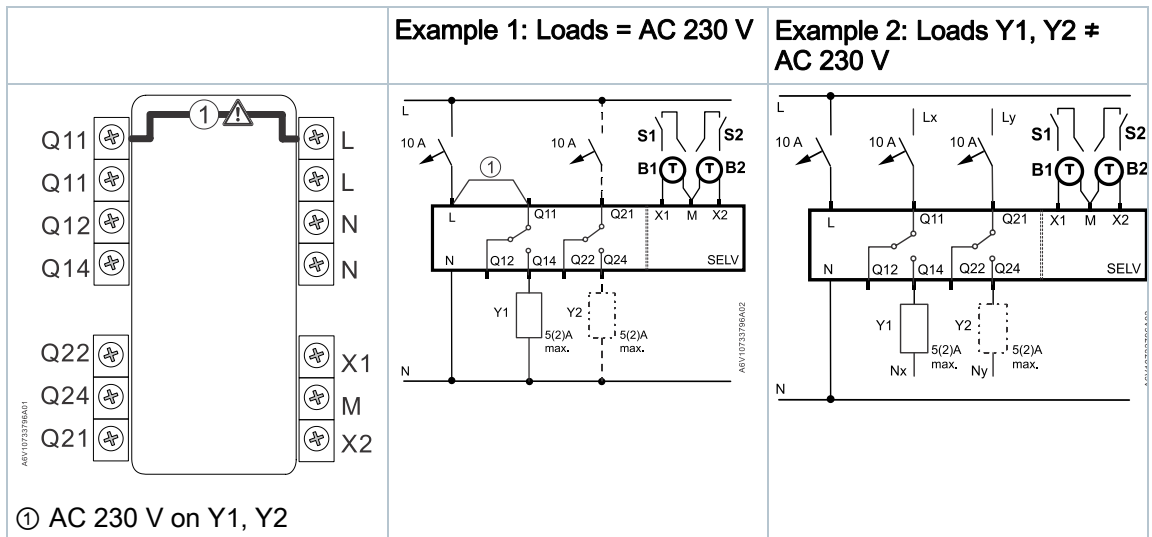 Example 1: Loads = AC 230 V
Example 2: Loads Y1, Y2 ≠
AC 230 V
① ⚠
Q11 L
Q11 L
Q12 N
Q14 N
Q22 X1
Q24 M
Q21 X2
A6V10733796A01
① AC 230 V on Y1, Y2
L
10 A 10 A S1 S2
① B1 T T B2
L Q11 Q21 X1 M X2
N Q12 Q14 Q22 Q24 SELV
Y1 Y2
5(2)A 5(2)A
max. max.
N
A6V10733796A02
L
Lx Ly
10 A 10 A 10 A S1 S2
B1 T T B2
L Q11 Q21 X1 M X2
N Q12 Q14 Q22 Q24 SELV
Y1 Y2
5(2)A 5(2)A
max. max.
Nx Ny
N